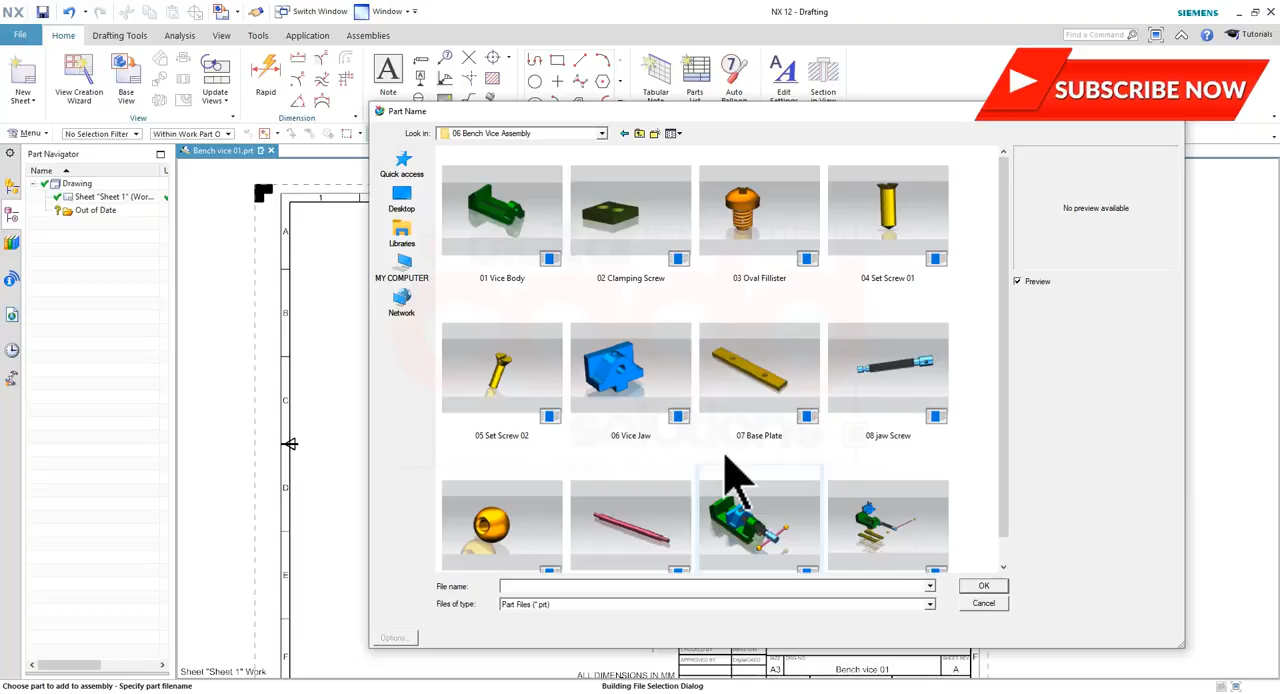 NX
Switch Window
Window
NX 12 - Drafting
SIEMENS
File
Home
Drafting Tools
Analysis
View
Tools
Application
Assemblies
Find a Command
Tutorials
New Sheet
View Creation Wizard
Base View
Update Views
View
Rapid
Dimension
A
Note
Tabular Note
Parts List
Auto Balloon
Edit Settings
Section in View
SUBSCRIBE NOW
Menu
No Selection Filter
Within Work Part O
Part Navigator
Name
Drawing
Sheet "Sheet 1" (Wor...
Out of Date
Bench vice 01.prt
Part Name
Look in:
06 Bench Vice Assembly
Quick access
Desktop
Libraries
MY COMPUTER
Network
01 Vice Body
02 Clamping Screw
03 Oval Fillister
04 Set Screw 01
05 Set Screw 02
06 Vice Jaw
07 Base Plate
08 jaw Screw
No preview available
Preview
File name:
OK
Files of type:
Part Files (*.prt)
Cancel
Options...
1
A
B
C
D
E
F
Sheet "Sheet 1" Work
ALL DIMENSIONS IN MM
APPROVED BY
SIZE
A3
Bench vice 01
SHEET REV
A
F
Choose part to add to assembly - Specify part filename
Building File Selection Dialog